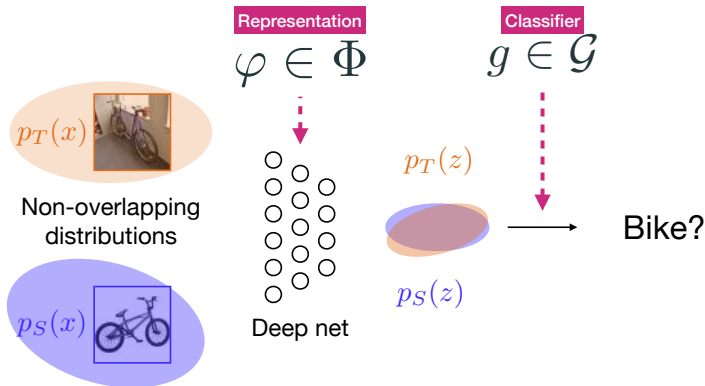 Representation
φ ∈ Φ
Classifier
g ∈ 𝒢
p_T(x)
Non-overlapping
distributions
p_S(x)
Deep net
p_T(z)
p_S(z)
Bike?